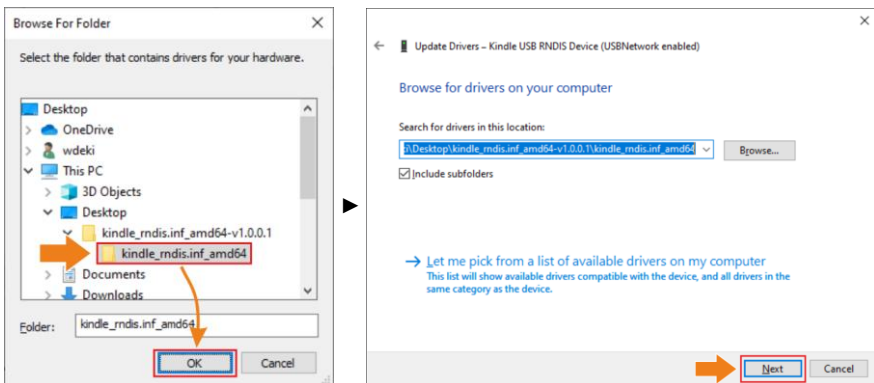 Browse For Folder
Select the folder that contains drivers for your hardware.
Desktop
OneDrive
wdeki
This PC
3D Objects
Desktop
kindle_rndis.inf_amd64-v1.0.0.1
kindle_rndis.inf_amd64
Documents
Downloads
Folder:
kindle_rndis.inf_amd64
OK
Cancel
Update Drivers – Kindle USB RNDIS Device (USBNetwork enabled)
Browse for drivers on your computer
Search for drivers in this location:
\Desktop\kindle_rndis.inf_amd64-v1.0.0.1\kindle_rndis.inf_amd64
Browse...
Include subfolders
Let me pick from a list of available drivers on my computer
This list will show available drivers compatible with the device, and all drivers in the
same category as the device.
Next
Cancel